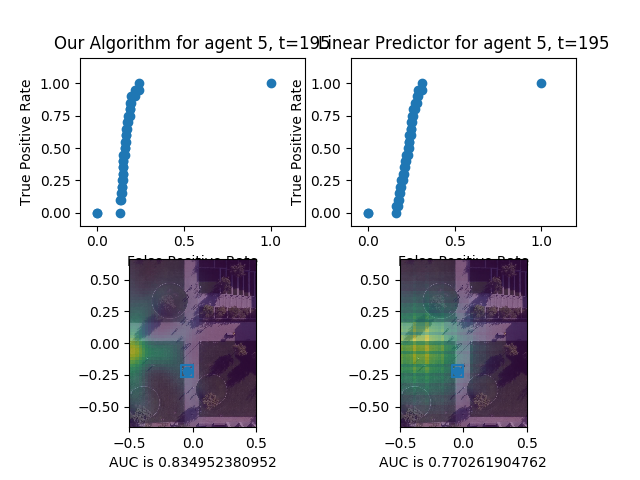 Our Algorithm for agent 5, t=195
Linear Predictor for agent 5, t=195
True Positive Rate
1.00
0.75
0.50
0.25
0.00
0.0 0.5 1.0
False Positive Rate
True Positive Rate
1.00
0.75
0.50
0.25
0.00
0.0 0.5 1.0
False Positive Rate
0.50
0.25
0.00
−0.25
−0.50
−0.5 0.0 0.5
AUC is 0.834952380952
0.50
0.25
0.00
−0.25
−0.50
−0.5 0.0 0.5
AUC is 0.770261904762